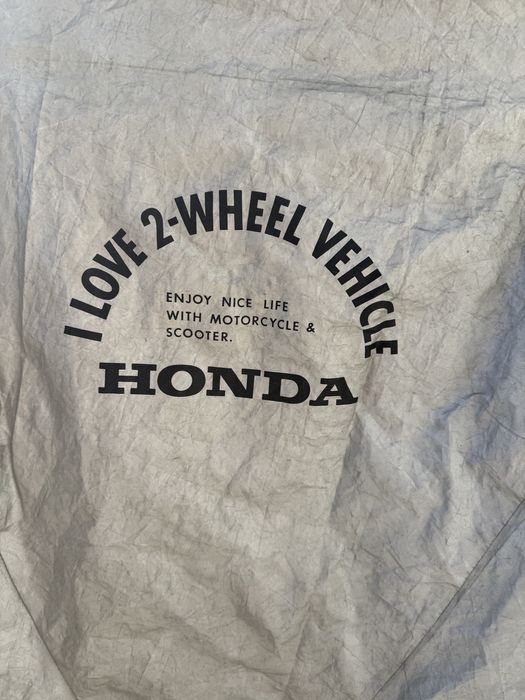 I LOVE 2-WHEEL VEHICLE
ENJOY NICE LIFE
WITH MOTORCYCLE &
SCOOTER.
HONDA